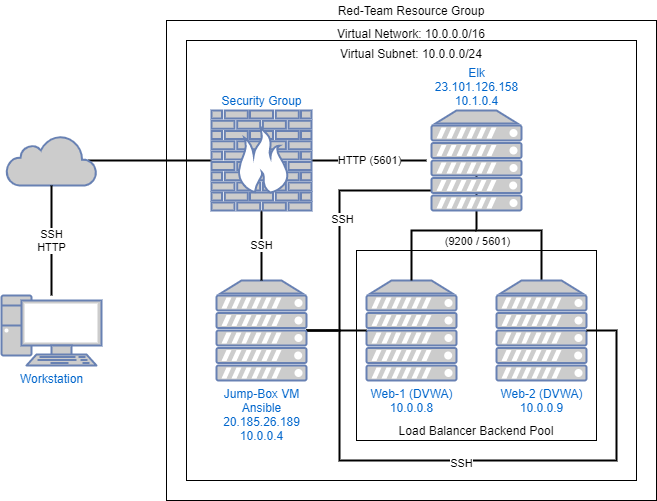 Red-Team Resource Group
Virtual Network: 10.0.0.0/16
Virtual Subnet: 10.0.0.0/24
Elk
23.101.126.158
10.1.0.4
Security Group
HTTP (5601)
SSH
SSH
HTTP
SSH
(9200 / 5601)
Workstation
Jump-Box VM
Ansible
20.185.26.189
10.0.0.4
Web-1 (DVWA)
10.0.0.8
Web-2 (DVWA)
10.0.0.9
Load Balancer Backend Pool
SSH